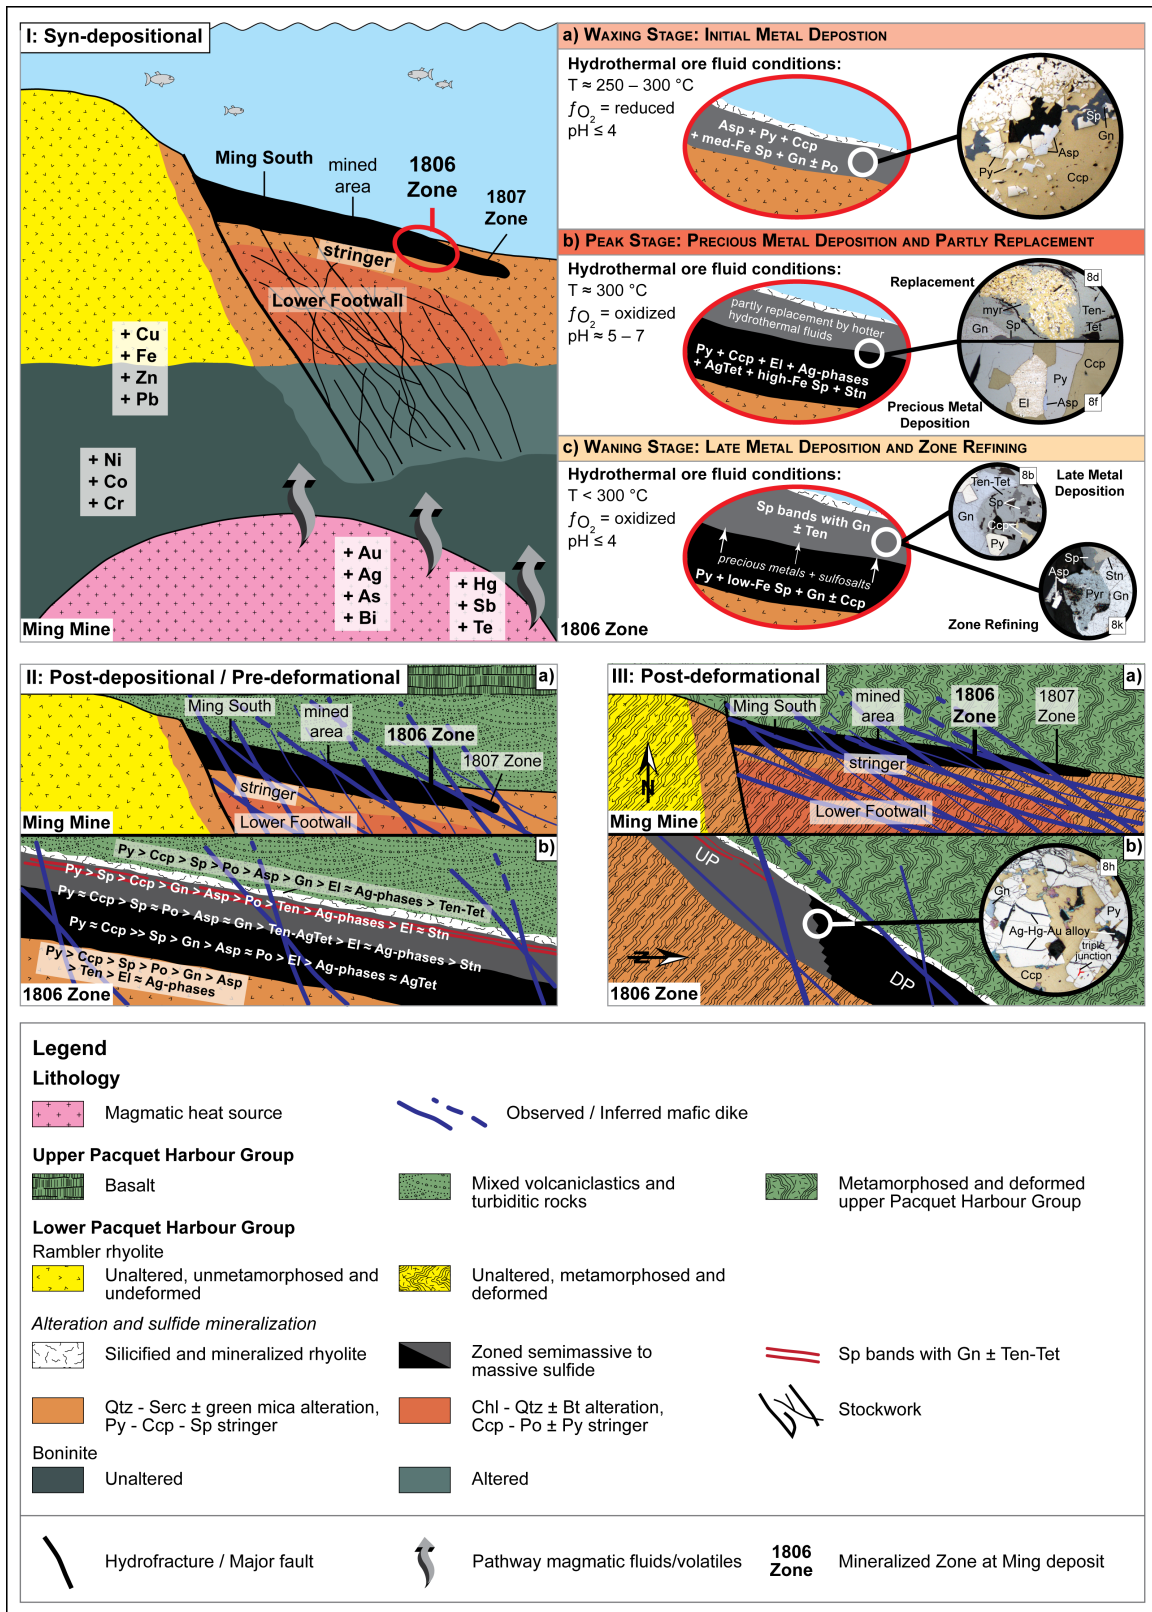 I: Syn-depositional
Ming South
mined
area
1806
Zone
1807
Zone
stringer
Lower Footwall
+ Cu
+ Fe
+ Zn
+ Pb
+ Ni
+ Co
+ Cr
+ Au
+ Ag
+ As
+ Bi
+ Hg
+ Sb
+ Te
Ming Mine
a) Waxing Stage: Initial Metal Depostion
Hydrothermal ore fluid conditions:
T ≈ 250 – 300 °C
ƒO2 = reduced
pH ≤ 4
Asp + Py + Ccp
+ med-Fe Sp + Gn ± Po
Sp
Gn
Asp
Py
Ccp
b) Peak Stage: Precious Metal Deposition and Partly Replacement
Hydrothermal ore fluid conditions:
T ≈ 300 °C
ƒO2 = oxidized
pH ≈ 5 – 7
partly replacement by hotter
hydrothermal fluids
Py + Ccp + El + Ag-phases
+ AgTet + high-Fe Sp + Stn
Replacement
8d
myr
Ten-
Tet
Gn
Sp
Ccp
Py
El
Asp
8f
Precious Metal
Deposition
c) Waning Stage: Late Metal Deposition and Zone Refining
Hydrothermal ore fluid conditions:
T < 300 °C
ƒO2 = oxidized
pH ≤ 4
Sp bands with Gn
± Ten
precious metals + sulfosalts
Py + low-Fe Sp + Gn ± Ccp
8b
Ten-Tet
Sp
Gn
Ccp
Py
Late Metal
Deposition
Sp
Asp
Stn
Pyr
Gn
8k
Zone Refining
1806 Zone
II: Post-depositional / Pre-deformational
a)
Ming South
mined
area
1806 Zone
1807 Zone
stringer
Lower Footwall
Ming Mine
b)
Py > Ccp > Sp > Po > Asp > Gn > El ≈ Ag-phases > Ten-Tet
Py > Sp > Ccp > Gn > Asp > Po > Ten > Ag-phases > El ≈ Stn
Py ≈ Ccp > Sp ≈ Po > Asp ≈ Gn > Ten-AgTet > El ≈ Ag-phases > Stn
Py ≈ Ccp >> Sp > Gn > Asp ≈ Po > El > Ag-phases ≈ AgTet
Py > Ccp > Sp > Po > Gn > Asp
> Ten > El ≈ Ag-phases
1806 Zone
III: Post-deformational
a)
Ming South
mined
area
1806
Zone
1807
Zone
stringer
Lower Footwall
N
Ming Mine
b)
UP
DP
N
8h
Gn
Py
Ag-Hg-Au alloy
triple
junction
Ccp
1806 Zone
Legend
Lithology
Magmatic heat source
Observed / Inferred mafic dike
Upper Pacquet Harbour Group
Basalt
Mixed volcaniclastics and
turbiditic rocks
Metamorphosed and deformed
upper Pacquet Harbour Group
Lower Pacquet Harbour Group
Rambler rhyolite
Unaltered, unmetamorphosed and
undeformed
Unaltered, metamorphosed and
deformed
Alteration and sulfide mineralization
Silicified and mineralized rhyolite
Zoned semimassive to
massive sulfide
Sp bands with Gn ± Ten-Tet
Qtz - Serc ± green mica alteration,
Py - Ccp - Sp stringer
Chl - Qtz ± Bt alteration,
Ccp - Po ± Py stringer
Stockwork
Boninite
Unaltered
Altered
Hydrofracture / Major fault
Pathway magmatic fluids/volatiles
1806
Zone
Mineralized Zone at Ming deposit